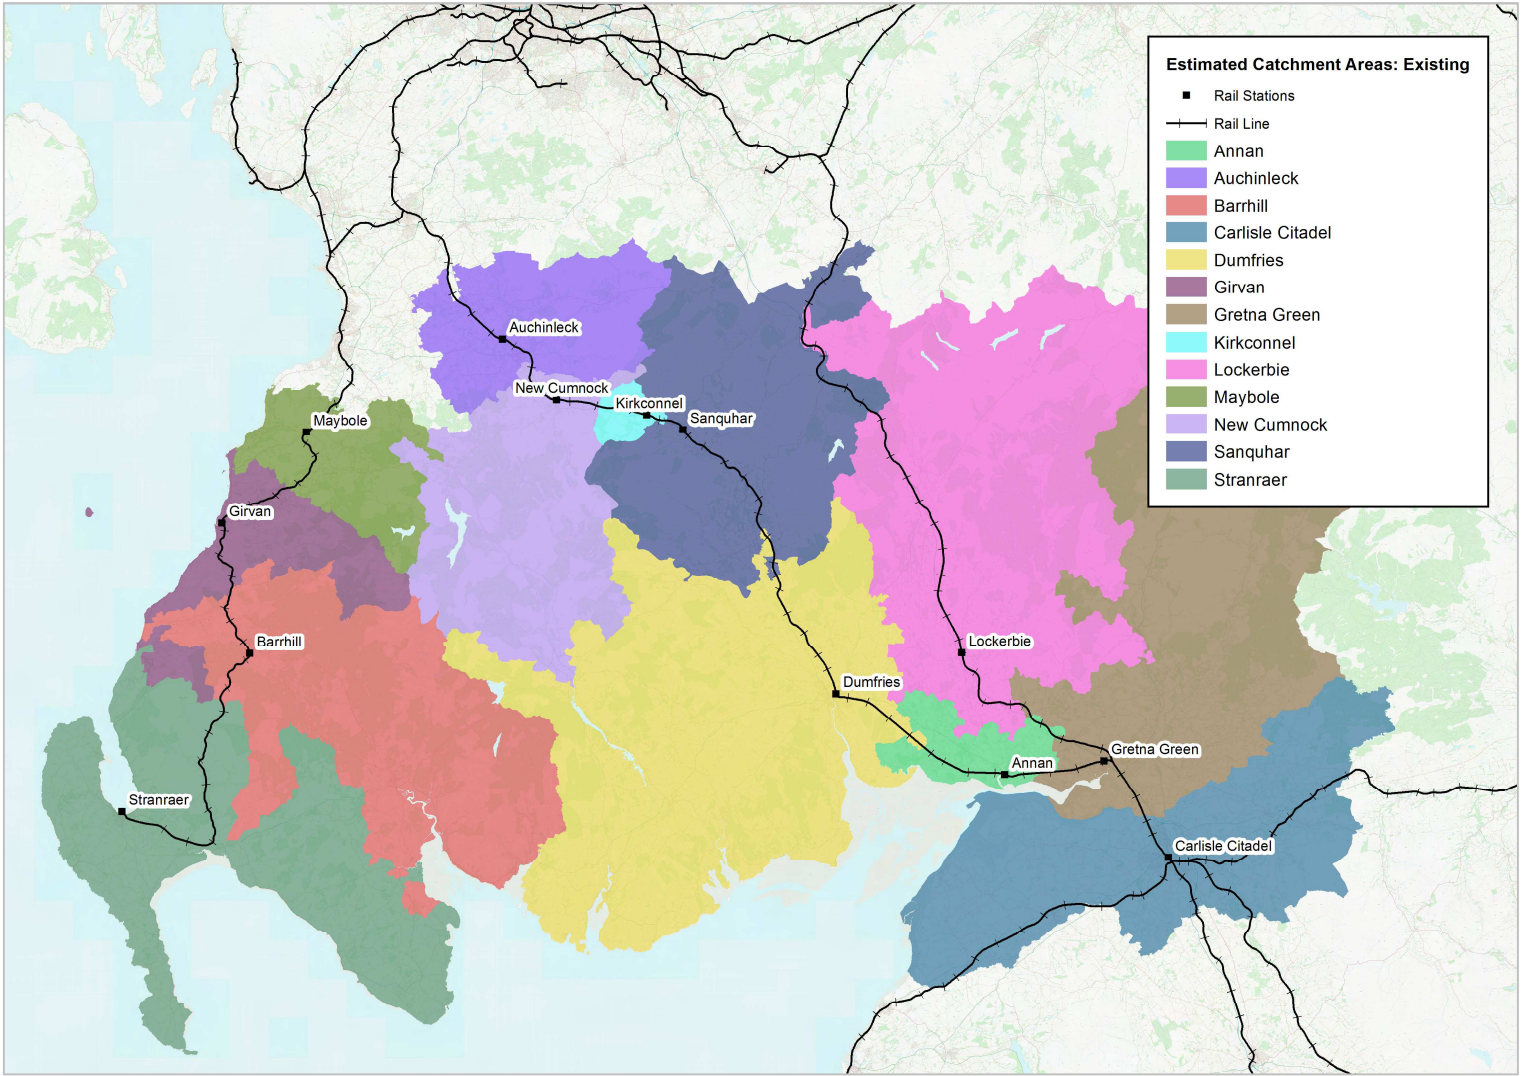 Estimated Catchment Areas: Existing
Rail Stations
Rail Line
Annan
Auchinleck
Barrhill
Carlisle Citadel
Dumfries
Girvan
Gretna Green
Kirkconnel
Lockerbie
Maybole
New Cumnock
Sanquhar
Stranraer
Auchinleck
New Cumnock
Kirkconnel
Sanquhar
Maybole
Girvan
Barrhill
Lockerbie
Dumfries
Gretna Green
Annan
Stranraer
Carlisle Citadel